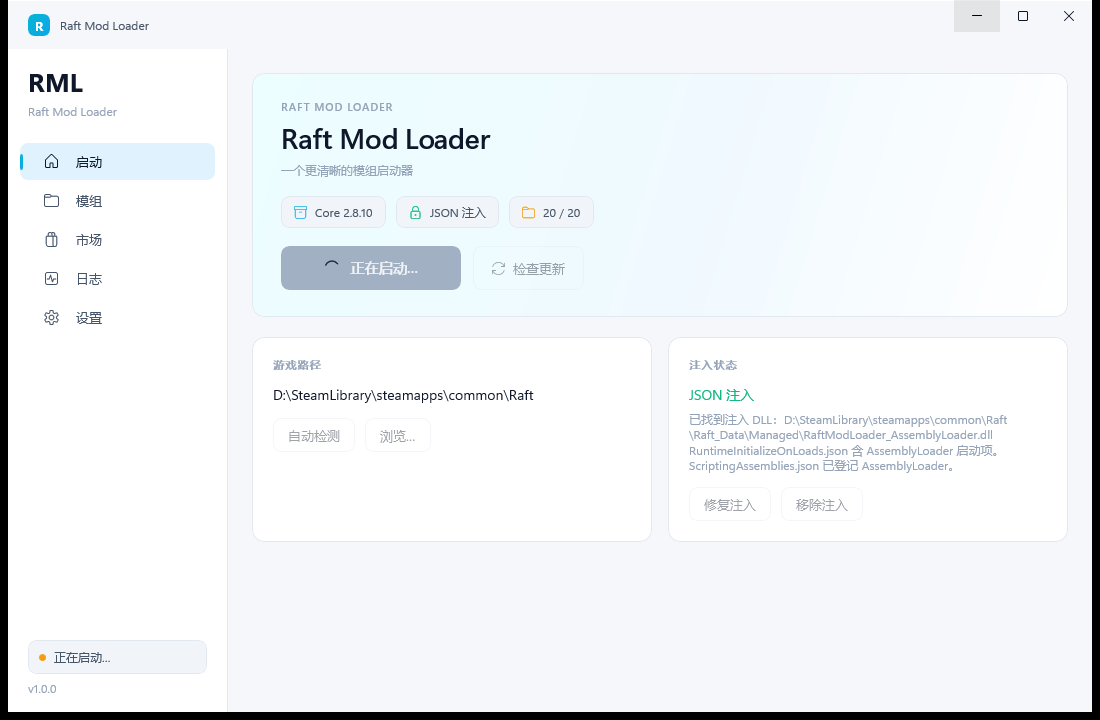 R
Raft Mod Loader
RML
Raft Mod Loader
启动
模组
市场
日志
设置
正在启动...
v1.0.0
RAFT MOD LOADER
Raft Mod Loader
一个更清晰的模组启动器
Core 2.8.10
JSON 注入
20 / 20
正在启动...
检查更新
游戏路径
D:\SteamLibrary\steamapps\common\Raft
自动检测
浏览...
注入状态
JSON 注入
已找到注入 DLL：D:\SteamLibrary\steamapps\common\Raft
\Raft_Data\Managed\RaftModLoader_AssemblyLoader.dll
RuntimeInitializeOnLoads.json 含 AssemblyLoader 启动项。
ScriptingAssemblies.json 已登记 AssemblyLoader。
修复注入
移除注入